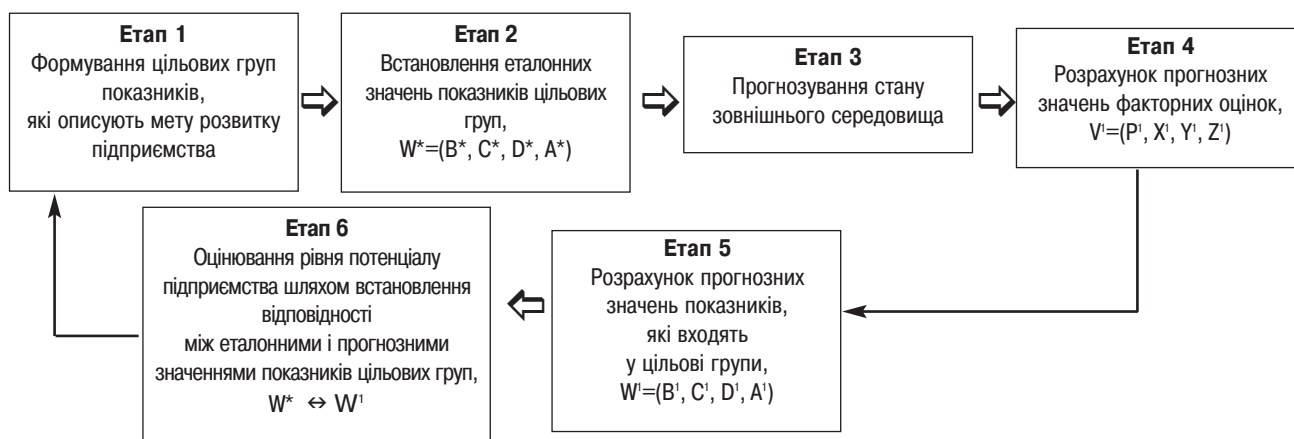 Етап 1
Формування цільових груп
показників,
які описують мету розвитку
підприємства
Етап 2
Встановлення еталонних
значень показників цільових
груп,
W*=(B*, C*, D*, A*)
Етап 3
Прогнозування стану
зовнішнього середовища
Етап 4
Розрахунок прогнозних
значень факторних оцінок,
V¹=(P¹, X¹, Y¹, Z¹)
Етап 5
Розрахунок прогнозних
значень показників,
які входять
у цільові групи,
W¹=(B¹, C¹, D¹, A¹)
Етап 6
Оцінювання рівня потенціалу
підприємства шляхом встановлення
відповідності
між еталонними і прогнозними
значеннями показників цільових груп,
W* ↔ W¹